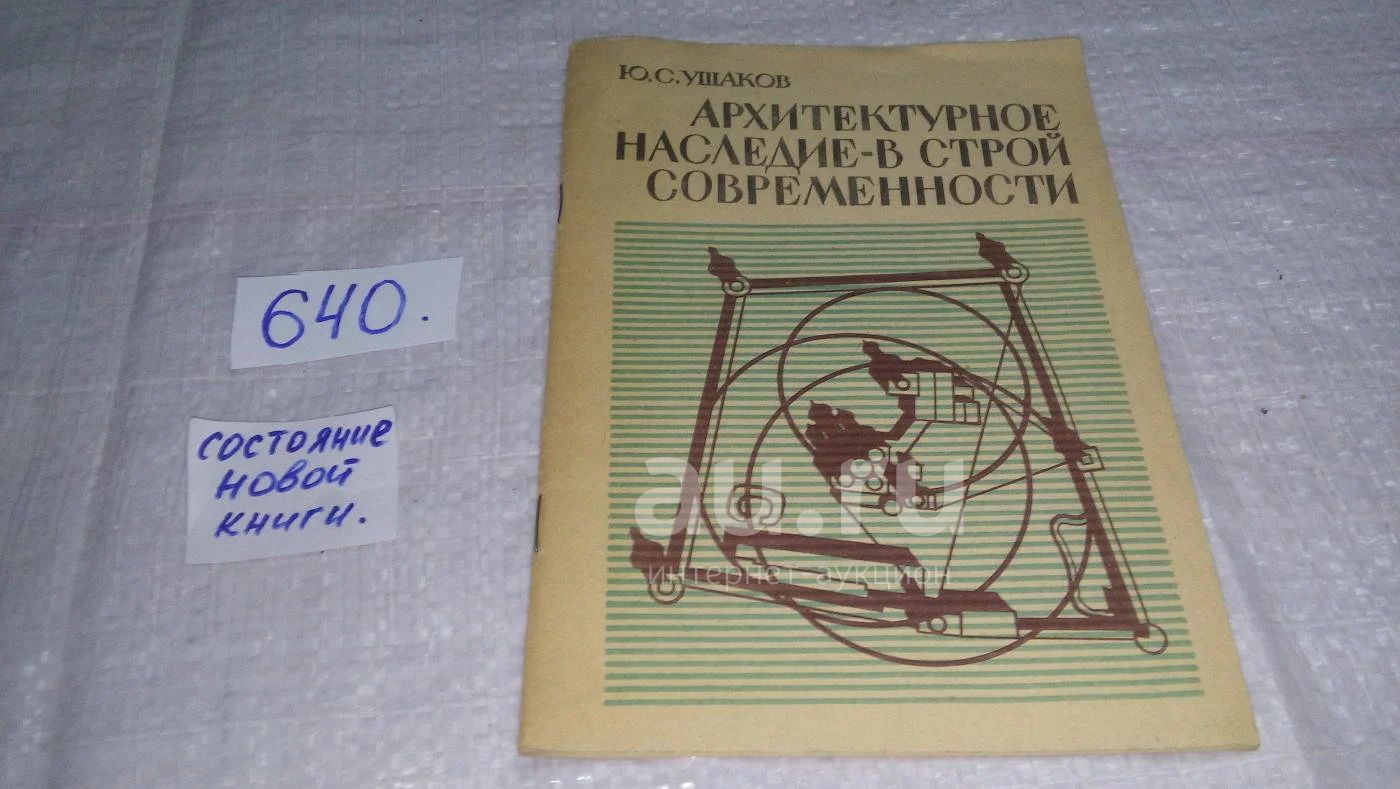 Ю.С.УШАКОВ
АРХИТЕКТУРНОЕ
НАСЛЕДИЕ-В СТРОЙ
СОВРЕМЕННОСТИ
640.
состояние
новой
книги.
au.ru
интернет-аукцион